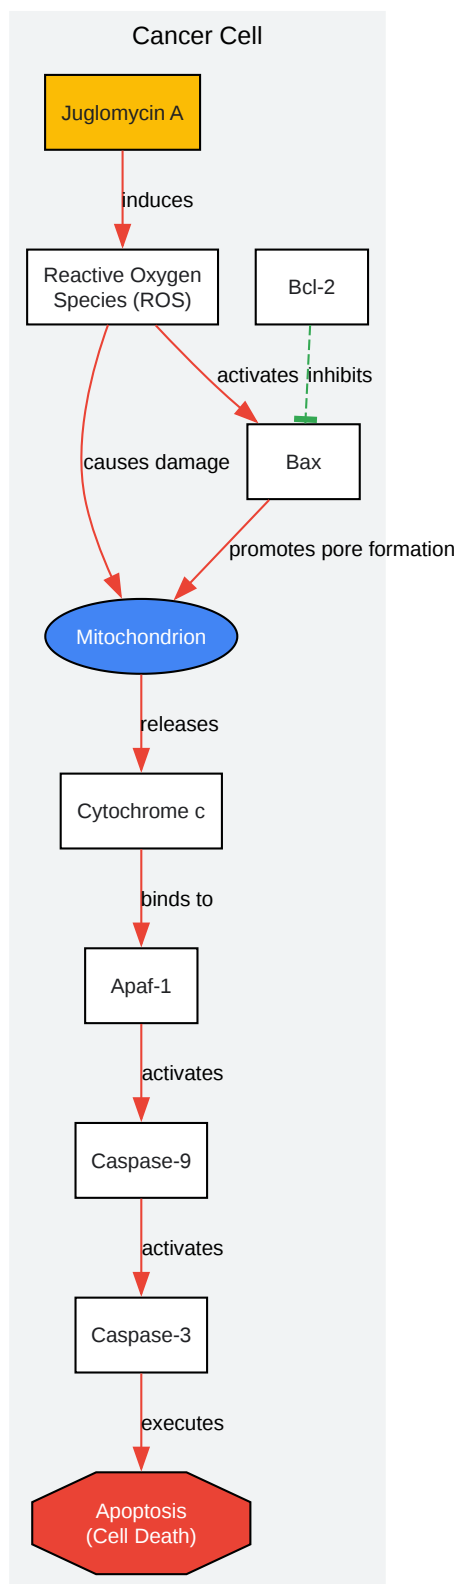 Cancer Cell
Juglomycin A
induces
Reactive Oxygen
Species (ROS)
Bcl-2
activates
inhibits
causes damage
Bax
promotes pore formation
Mitochondrion
releases
Cytochrome c
binds to
Apaf-1
activates
Caspase-9
activates
Caspase-3
executes
Apoptosis
(Cell Death)